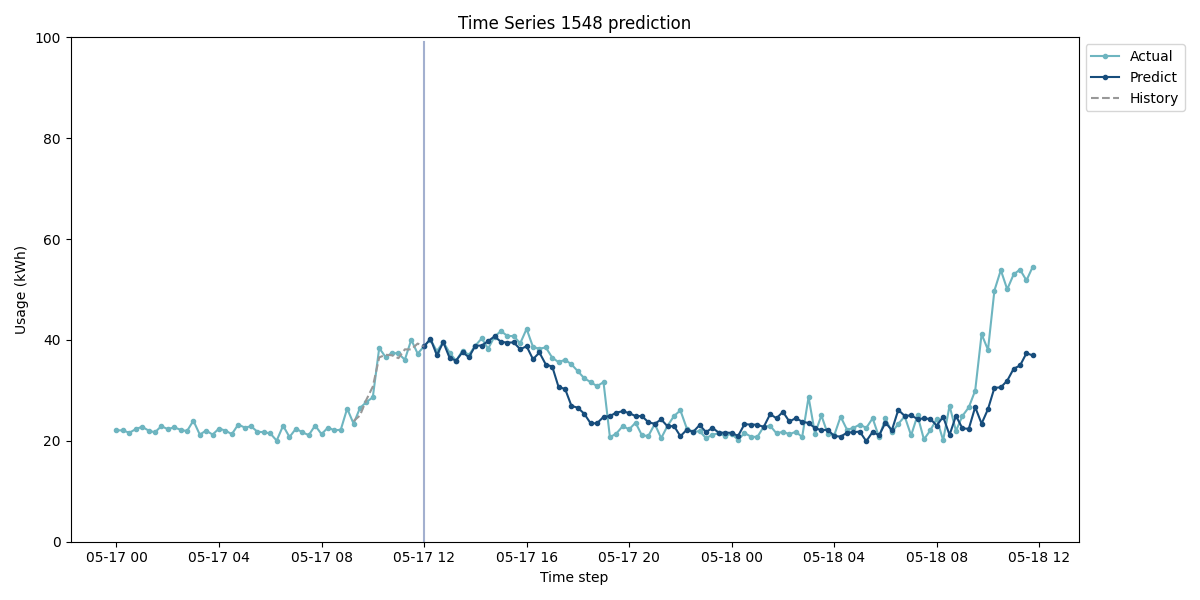 Time Series 1548 prediction
100
80
60
40
20
0
Usage (kWh)
05-17 00
05-17 04
05-17 08
05-17 12
05-17 16
05-17 20
05-18 00
05-18 04
05-18 08
05-18 12
Time step
Actual
Predict
History